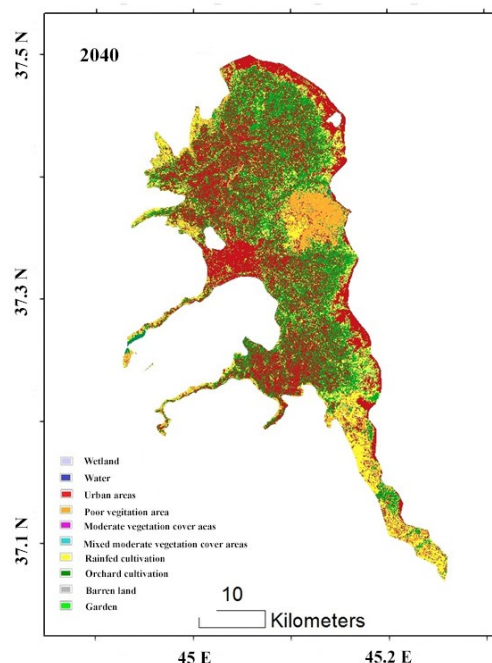 37.5 N
2040
37.3 N
37.1 N
Wetland
Water
Urban areas
Poor vegitation area
Moderate vegetation cover aeas
Mixed moderate vegetation cover areas
Rainfed cultivation
Orchard cultivation
Barren land
Garden
10
Kilometers
45 E
45.2 E